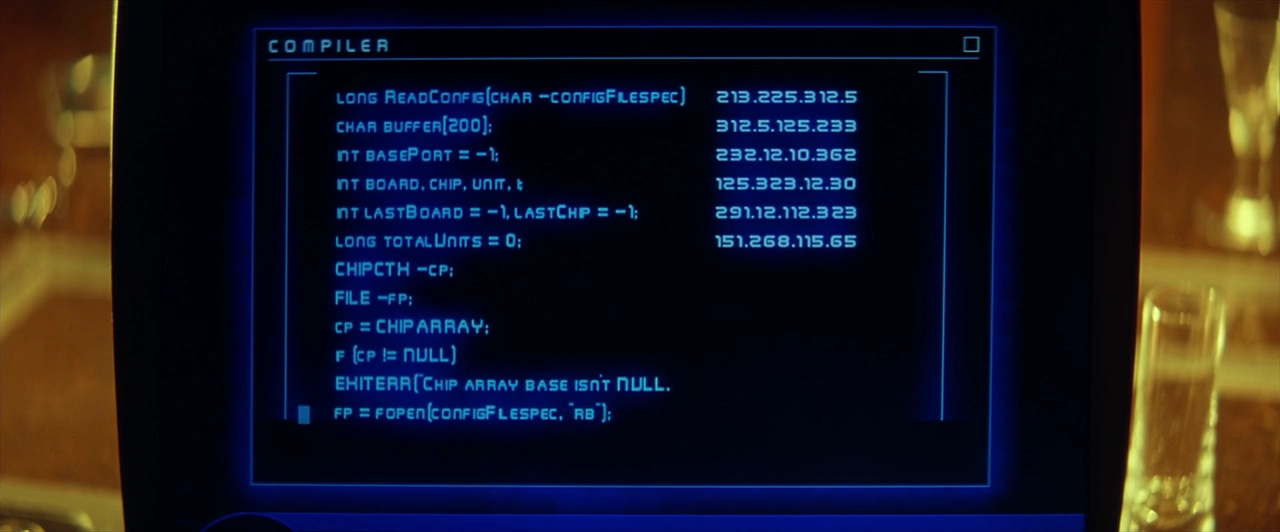 COMPILER
LONG READCONFIG(CHAR -CONFIGFILESPEC) 213.225.312.5
CHAR BUFFER[200]; 312.5.125.233
INT BASEPORT = -1; 232.12.10.362
INT BOARD, CHIP, UNIT, I; 125.323.12.30
INT LASTBOARD = -1, LASTCHIP = -1; 291.12.112.323
LONG TOTALUNITS = 0; 151.268.115.65
CHIPCTH -CP;
FILE -FP;
CP = CHIPARRAY;
IF (CP != NULL)
EXITERR("CHIP ARRAY BASE ISN'T NULL.
FP = FOPEN(CONFIGFILESPEC, "RB");